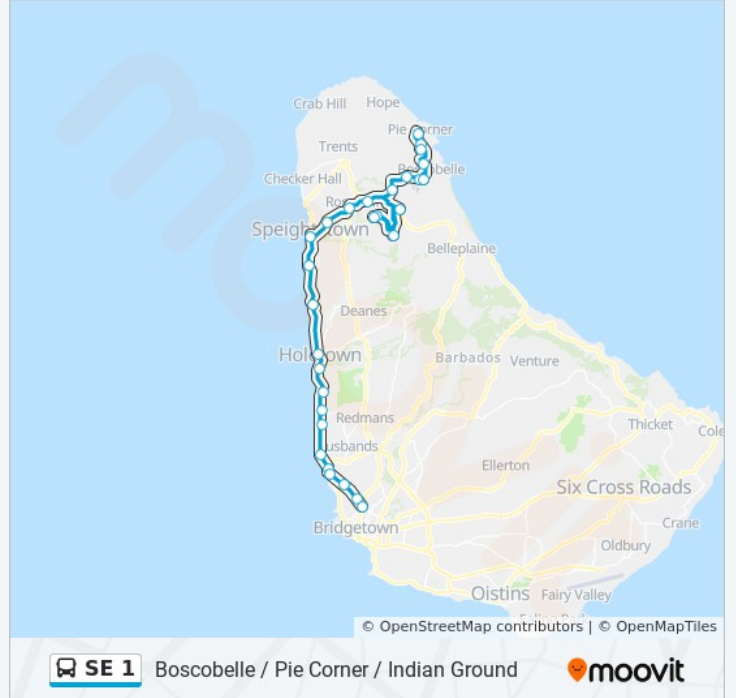 Crab Hill
Hope
Pie Corner
Trents
Boscobelle
Checker Hall
Speightstown
Belleplaine
Deanes
Holetown
Barbados
Venture
Redmans
Thicket
usbands
Ellerton
Six Cross Roads
Crane
Bridgetown
Oldbury
Oistins
Fairy Valley
© OpenStreetMap contributors | © OpenMapTiles
SE 1
Boscobelle / Pie Corner / Indian Ground
moovit